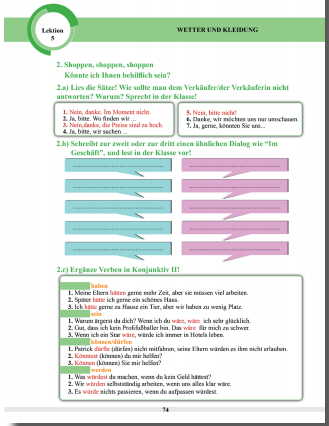 Lektion
5
WETTER UND KLEIDUNG
2. Shoppen, shoppen, shoppen
Könnte ich Ihnen behilflich sein?
2.a) Lies die Sätze! Wie sollte man dem Verkäufer/der Verkäuferin nicht
antworten? Warum? Sprecht in der Klasse!
1. Nein, danke. Im Moment nicht.
2. Ja, bitte. Wo finden wir ...
3. Nein,danke, die Preise sind zu hoch.
4. Ja, bitte, wir suchen ...
5. Nein, bitte nicht!
6. Danke, wir möchten uns nur umschauen.
7. Ja, gerne, könnten Sie uns...
2.b) Schreibt zur zweit oder zur dritt einen ähnlichen Dialog wie "Im
Geschäft", und lest in der Klasse vor!
2.c) Ergänze Verben in Konjunktiv II!
haben
1. Meine Eltern hätten gerne mehr Zeit, aber sie müssen viel arbeiten.
2. Später hätte ich gerne ein schönes Haus.
3. Ich hätte gerne zu Hause ein Tier, aber wir haben zu wenig Platz.
sein
1. Warum ärgerst du dich? Wenn ich du wäre, wäre ich sehr glücklich.
2. Gut, dass ich kein Profifußballer bin. Das wäre für mich zu schwer.
3. Wenn ich ein Star wäre, würde ich immer in Hotels leben.
können/dürfen
1. Patrick dürfte (dürfen) nicht mitfahren, seine Eltern würden es ihm nicht erlauben.
2. Könntest (können) du mir helfen?
3. Können (können) Sie mir helfen?
werden
1. Was würdest du machen, wenn du kein Geld hättest?
2. Wir würden selbstständig arbeiten, wenn uns alles klar wäre.
3. Es würde nichts passieren, wenn du aufpassen würdest.
74